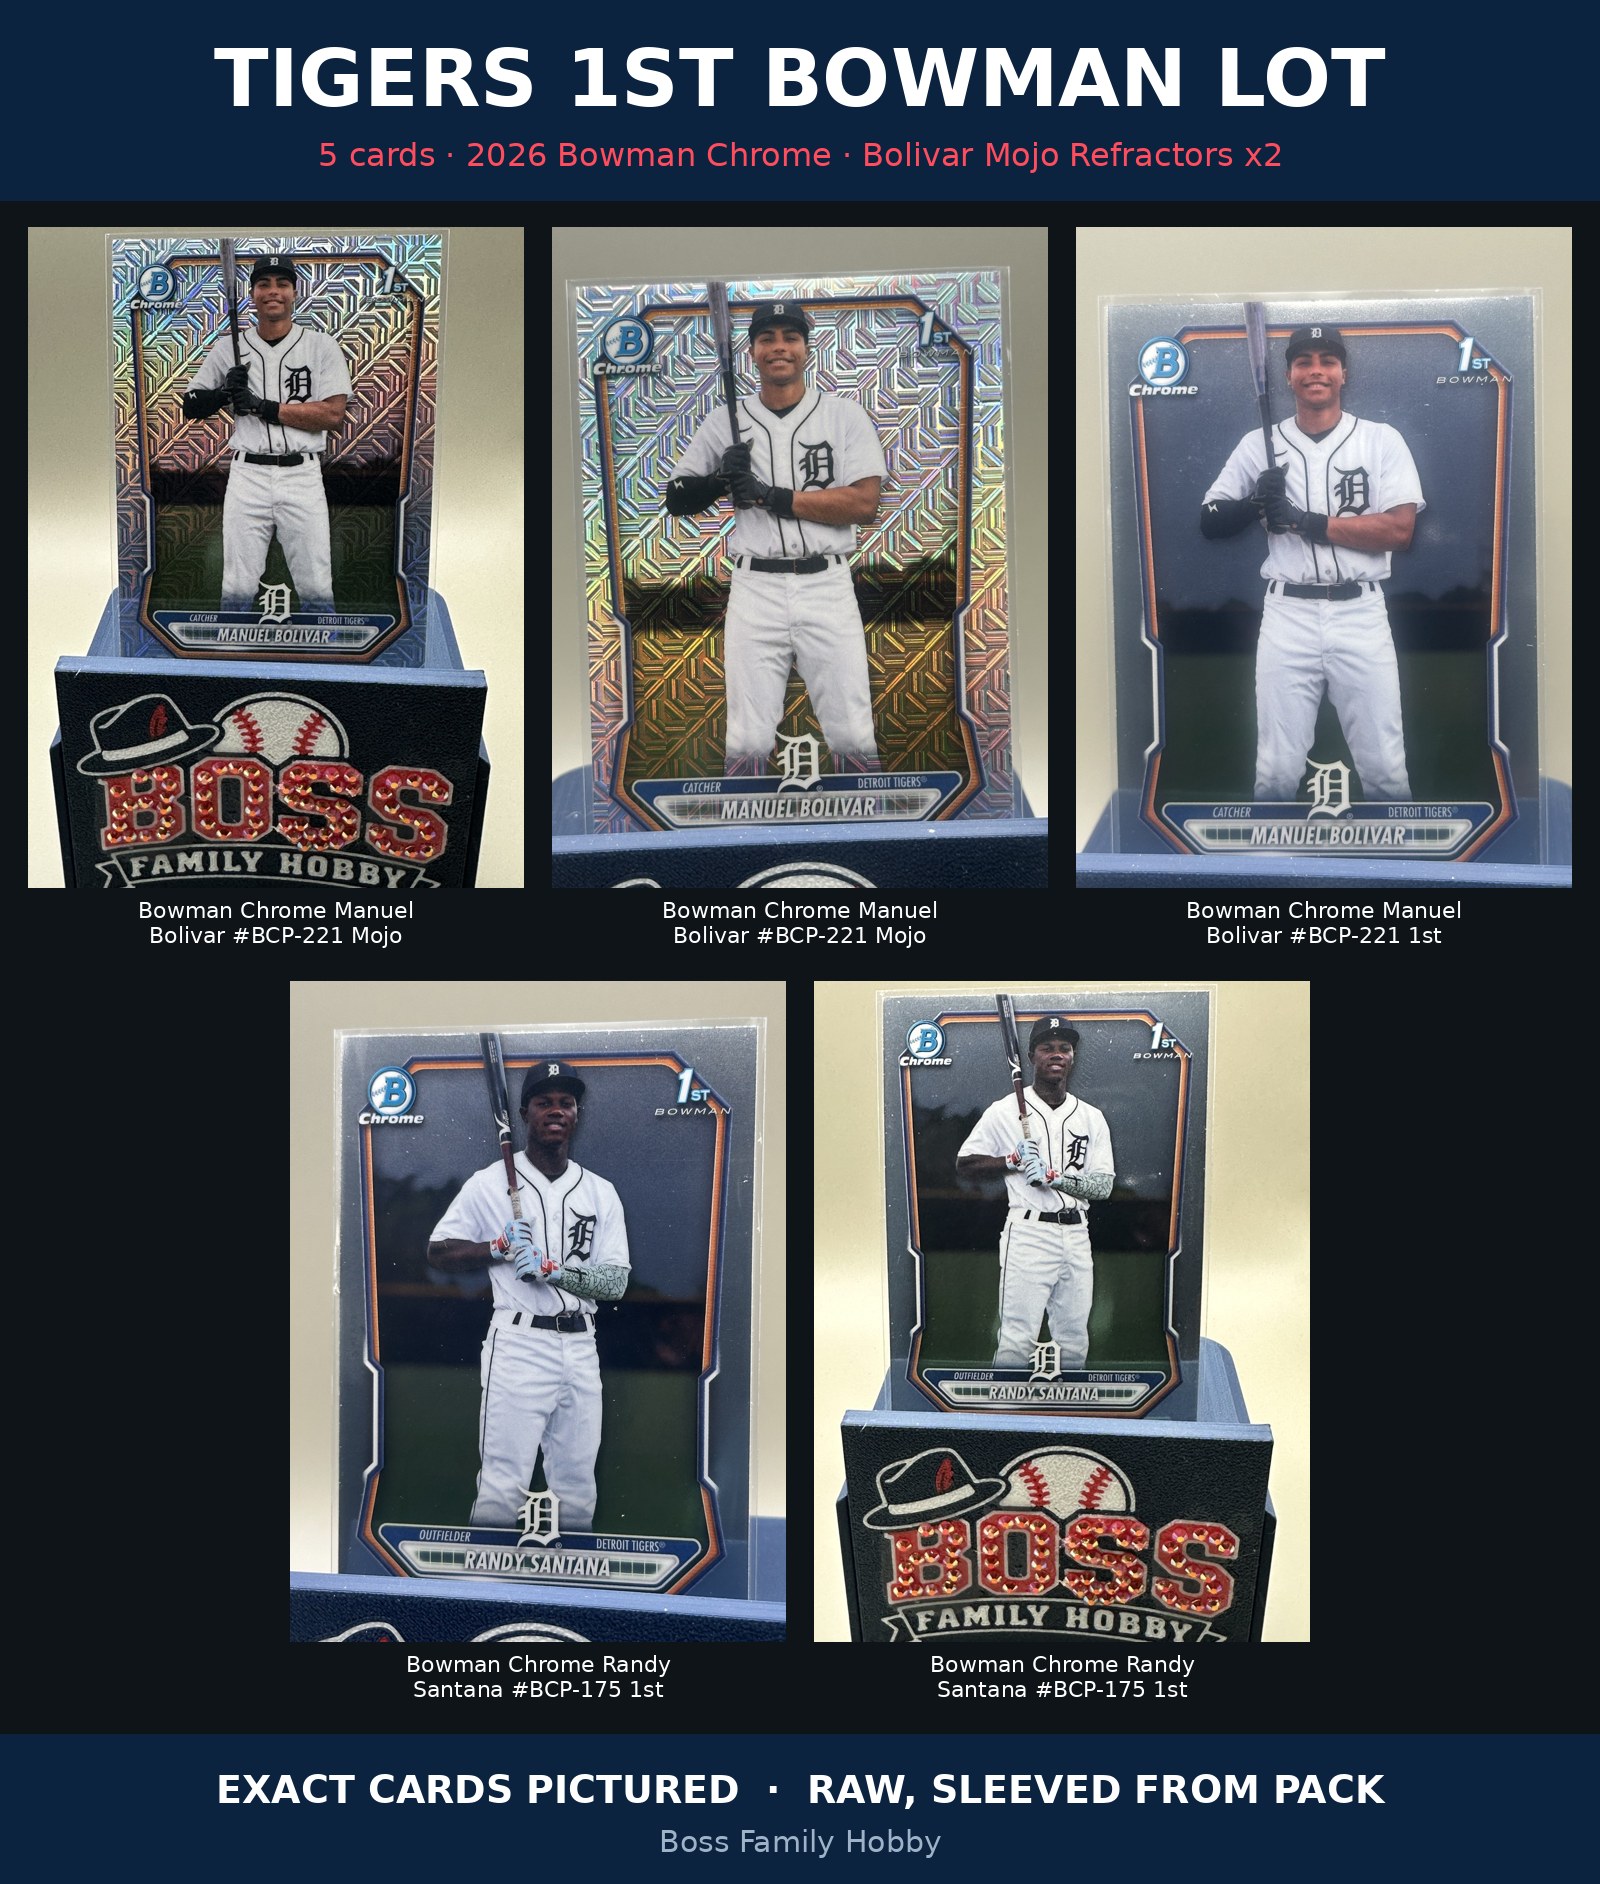 TIGERS 1ST BOWMAN LOT
5 cards · 2026 Bowman Chrome · Bolivar Mojo Refractors x2
B
Chrome
1ST
D
D
D
CATCHER
DETROIT TIGERS®
MANUEL BOLIVAR
BOSS
FAMILY HOBBY
Bowman Chrome Manuel
Bolivar #BCP-221 Mojo
B
Chrome
1ST
BOWMAN
D
D
D
CATCHER
DETROIT TIGERS®
MANUEL BOLIVAR
Bowman Chrome Manuel
Bolivar #BCP-221 Mojo
B
Chrome
1ST
BOWMAN
D
D
D
CATCHER
DETROIT TIGERS®
MANUEL BOLIVAR
Bowman Chrome Manuel
Bolivar #BCP-221 1st
B
Chrome
1ST
BOWMAN
D
D
D
OUTFIELDER
DETROIT TIGERS®
RANDY SANTANA
Bowman Chrome Randy
Santana #BCP-175 1st
B
Chrome
1ST
BOWMAN
D
D
D
OUTFIELDER
DETROIT TIGERS®
RANDY SANTANA
BOSS
FAMILY HOBBY
Bowman Chrome Randy
Santana #BCP-175 1st
EXACT CARDS PICTURED · RAW, SLEEVED FROM PACK
Boss Family Hobby